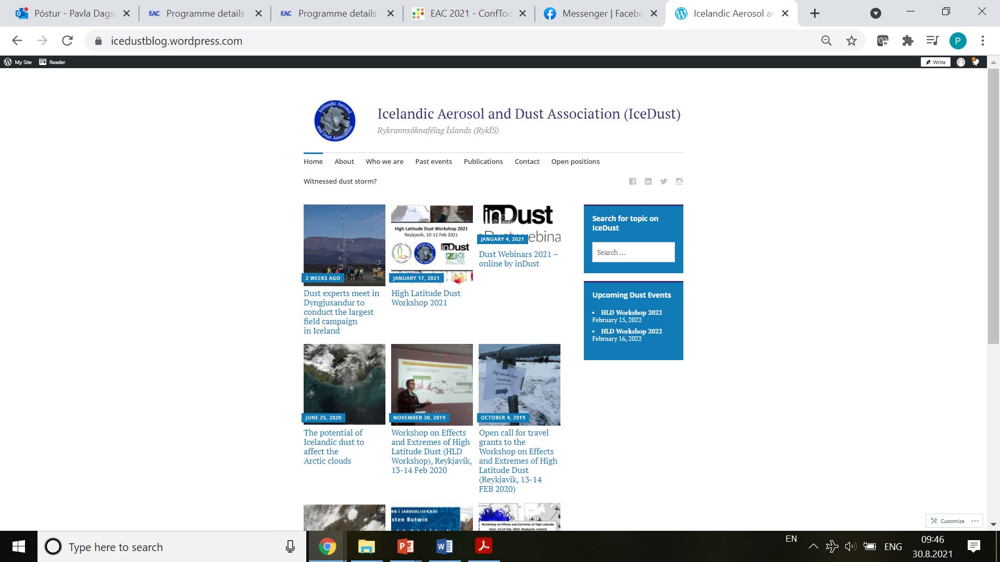 Póstur - Pavla Dags
EAC Programme details
EAC Programme details
EAC 2021 - ConfToo
Messenger | Facebo
Icelandic Aerosol ar
icedustblog.wordpress.com
P
My Site
Reader
Write
Icelandic Aerosol
and Dust Association
Icelandic Aerosol and Dust Association (IceDust)
Rykrannsóknafélag Íslands (RykÍS)
Home
About
Who we are
Past events
Publications
Contact
Open positions
Witnessed dust storm?
2 WEEKS AGO
Dust experts meet in
Dyngjusandur to
conduct the largest
field campaign
in Iceland
High Latitude Dust Workshop 2021
Reykjavik, 10-11 Feb 2021
inDust
JANUARY 17, 2021
High Latitude Dust
Workshop 2021
inDust
webina
JANUARY 4, 2021
Dust Webinars 2021 –
online by inDust
Search for topic on
IceDust
Search …
Upcoming Dust Events
• HLD Workshop 2022
February 15, 2022
• HLD Workshop 2022
February 16, 2022
JUNE 25, 2020
The potential of
Icelandic dust to
affect the
Arctic clouds
NOVEMBER 30, 2019
Workshop on Effects
and Extremes of High
Latitude Dust (HLD
Workshop), Reykjavík,
13-14 Feb 2020
High Latitude Dust
Workshop
OCTOBER 4, 2019
Open call for travel
grants to the
Workshop on Effects
and Extremes of High
Latitude Dust
(Reykjavik, 13-14
FEB 2020)
RN Í JARÐEÐLISFRÆÐI
sten Butwin
Workshop on Effects and Extremes of High Latitude
Dust, 13-14 Feb, 2019, Reykjavik, Iceland
Customize
Type here to search
EN
ENG
09:46
30.8.2021